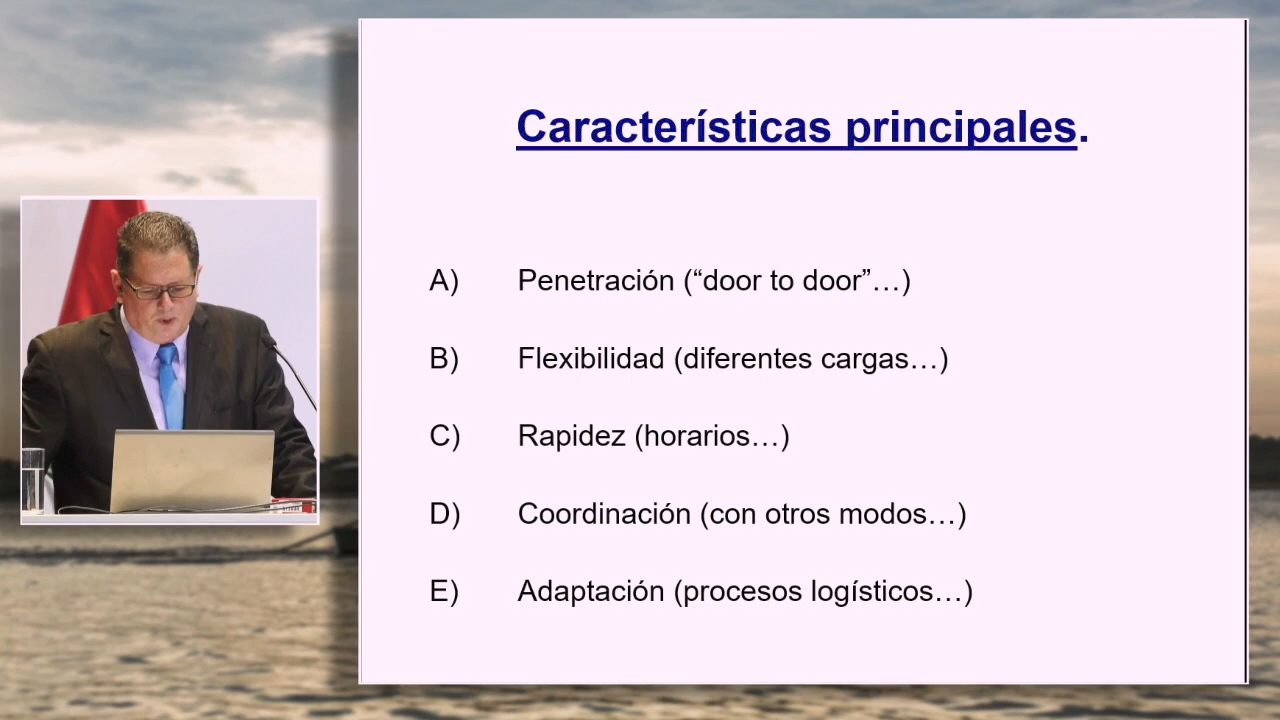 Características principales.
A) Penetración (“door to door”…)
B) Flexibilidad (diferentes cargas…)
C) Rapidez (horarios…)
D) Coordinación (con otros modos…)
E) Adaptación (procesos logísticos…)